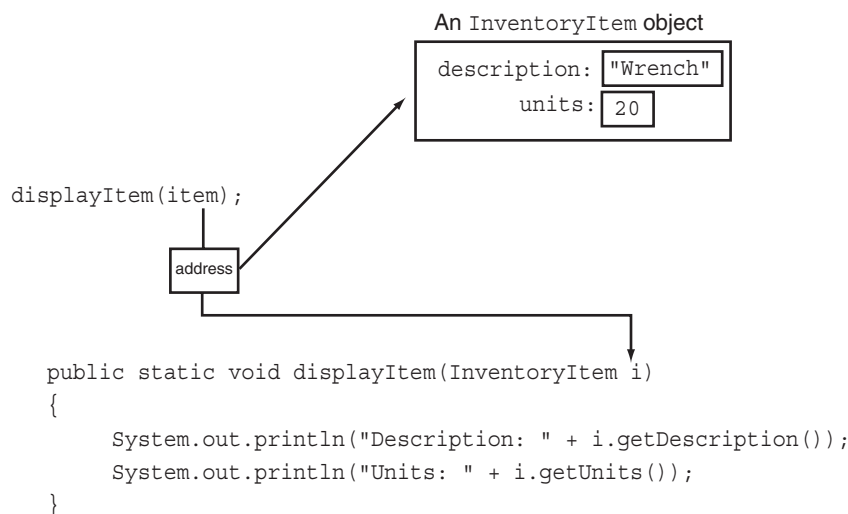 An InventoryItem object
description: "Wrench"
units: 20
displayItem(item);
address
public static void displayItem(InventoryItem i)
{
System.out.println("Description: " + i.getDescription());
System.out.println("Units: " + i.getUnits());
}